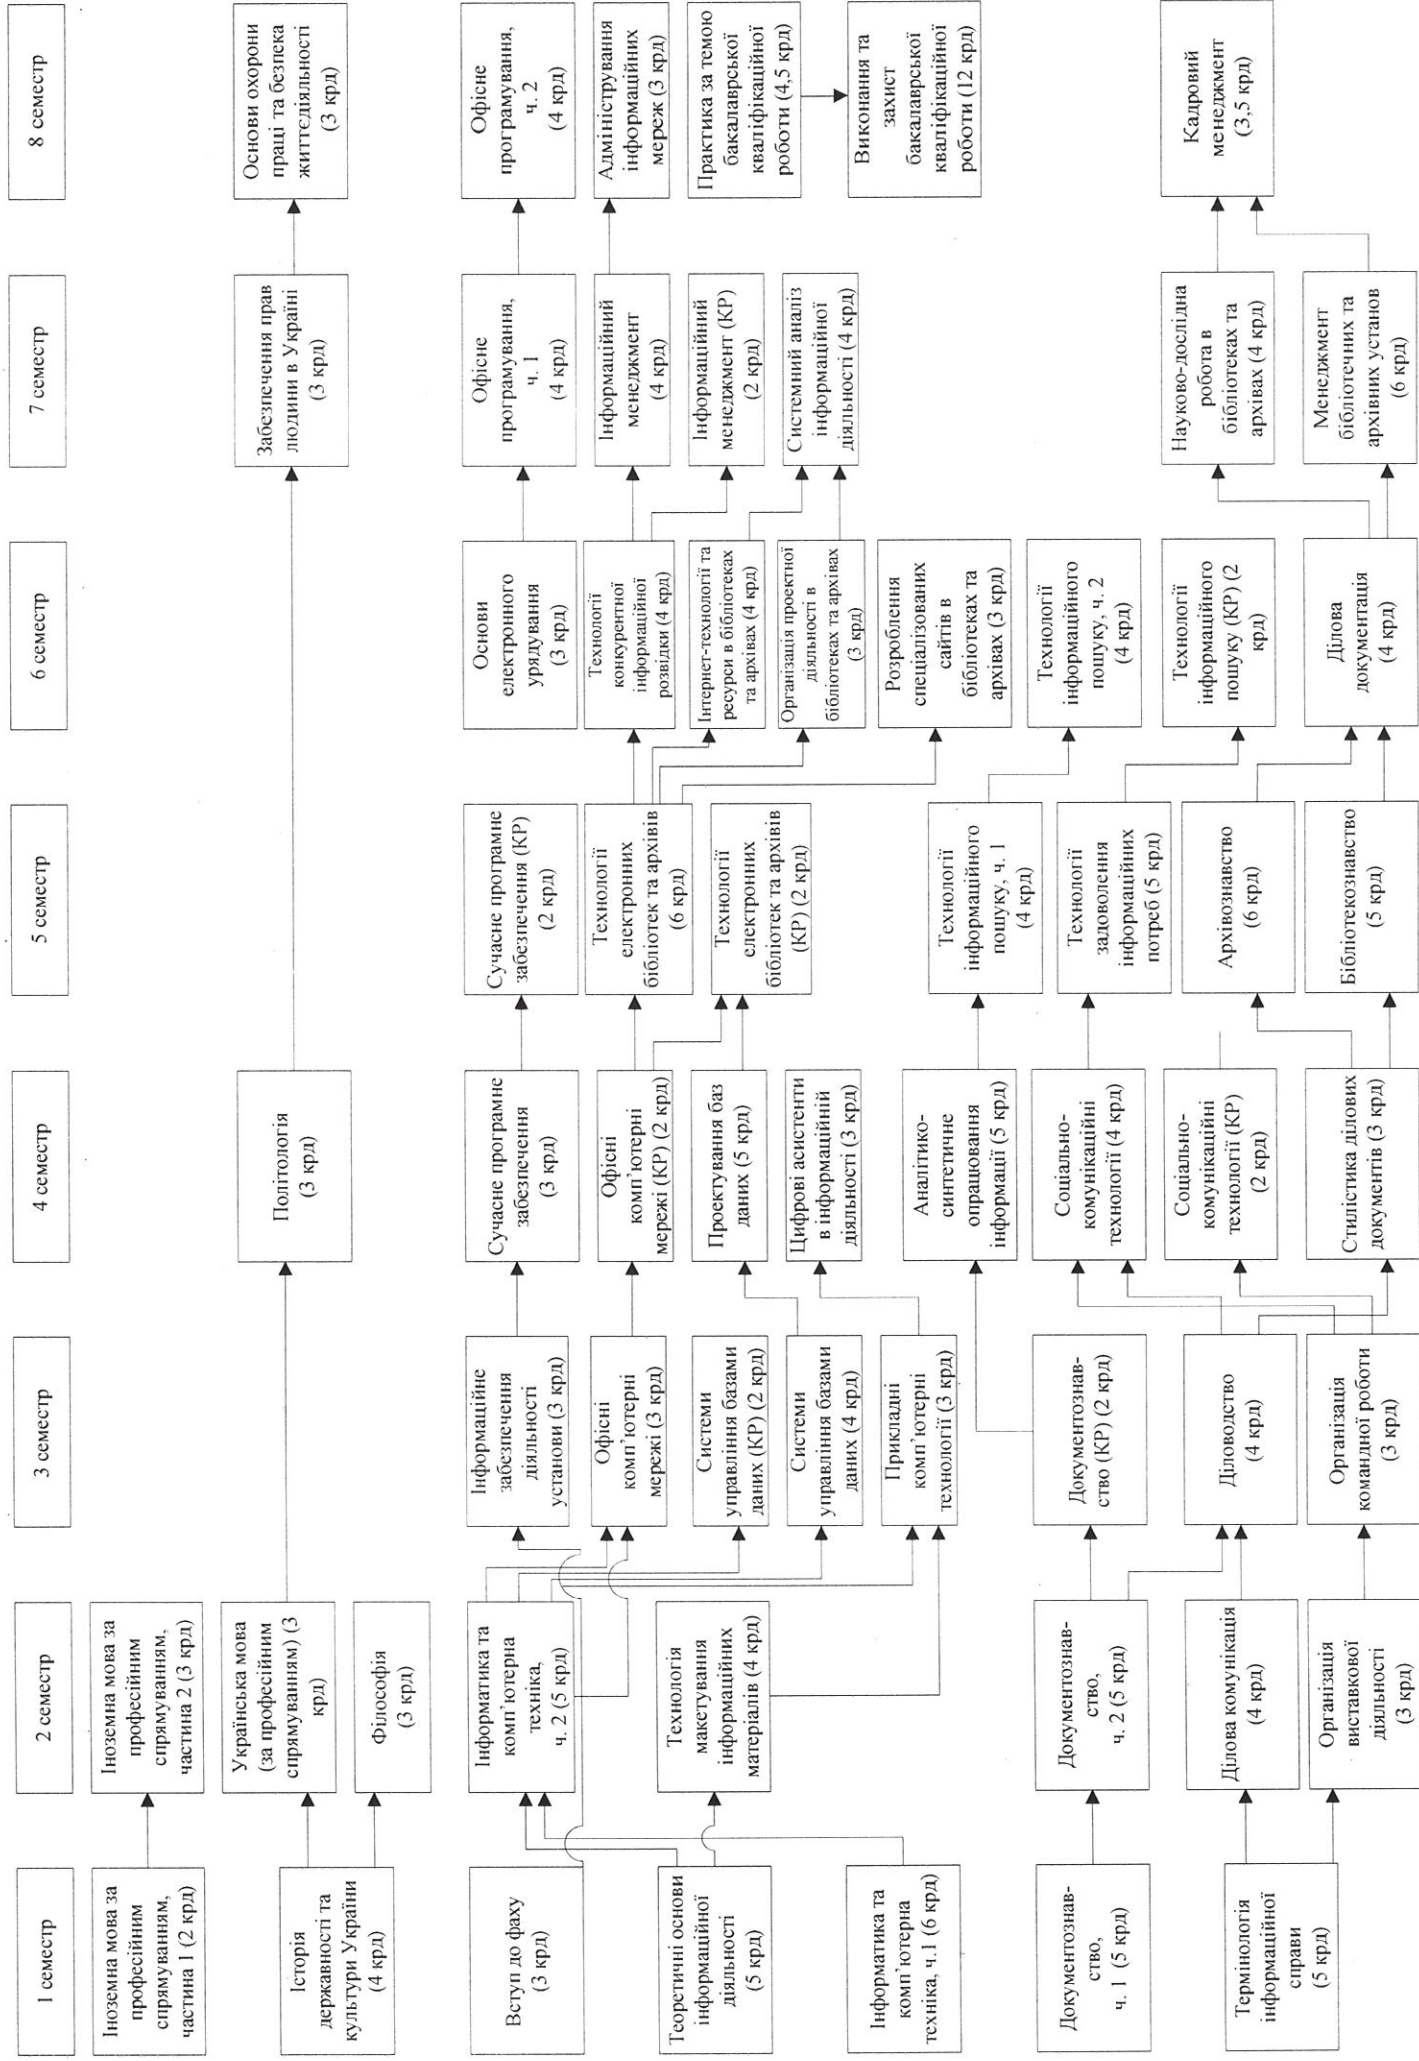 1 семестр
Іноземна мова за
професійним
спрямуванням,
частина 1 (2 крд)
Історія
державності та
культури України
(4 крд)
Вступ до фаху
(3 крд)
Теоретичні основи
інформаційної
діяльності
(5 крд)
Інформатика та
комп’ютерна
техніка, ч.1 (6 крд)
Документознав-
ство,
ч. 1 (5 крд)
Термінологія
інформаційної
справи
(5 крд)
2 семестр
Іноземна мова за
професійним
спрямуванням,
частина 2 (3 крд)
Українська мова
(за професійним
спрямуванням) (3
крд)
Філософія
(3 крд)
Інформатика та
комп’ютерна
техніка,
ч. 2 (5 крд)
Технологія
макетування
інформаційних
матеріалів (4 крд)
Документознав-
ство,
ч. 2 (5 крд)
Ділова комунікація
(4 крд)
Організація
виставкової
діяльності
(3 крд)
3 семестр
Інформаційне
забезпечення
діяльності
установи (3 крд)
Офісні
комп’ютерні
мережі (3 крд)
Системи
управління базами
даних (КР) (2 крд)
Системи
управління базами
даних (4 крд)
Прикладні
комп’ютерні
технології (3 крд)
Документознав-
ство (КР) (2 крд)
Діловодство
(4 крд)
Організація
командної роботи
(3 крд)
4 семестр
Політологія
(3 крд)
Сучасне програмне
забезпечення
(3 крд)
Офісні
комп’ютерні
мережі (КР) (2 крд)
Проектування баз
даних (5 крд)
Цифрові асистенти
в інформаційній
діяльності (3 крд)
Аналітико-
синтетичне
опрацювання
інформації (5 крд)
Соціально-
комунікаційні
технології (4 крд)
Соціально-
комунікаційні
технології (КР)
(2 крд)
Стилістика ділових
документів (3 крд)
5 семестр
Сучасне програмне
забезпечення (КР)
(2 крд)
Технології
електронних
бібліотек та архівів
(6 крд)
Технології
електронних
бібліотек та архівів
(КР) (2 крд)
Технології
інформаційного
пошуку, ч. 1
(4 крд)
Технології
задоволення
інформаційних
потреб (5 крд)
Архівознавство
(6 крд)
Бібліотекознавство
(5 крд)
6 семестр
Основи
електронного
урядування
(3 крд)
Технології
конкурентної
інформаційної
розвідки (4 крд)
Інтернет-технології та
ресурси в бібліотеках
та архівах (4 крд)
Організація проектної
діяльності в
бібліотеках та архівах
(3 крд)
Розроблення
спеціалізованих
сайтів в
бібліотеках та
архівах (3 крд)
Технології
інформаційного
пошуку, ч. 2
(4 крд)
Технології
інформаційного
пошуку (КР) (2
крд)
Ділова
документація
(4 крд)
7 семестр
Забезпечення прав
людини в Україні
(3 крд)
Офісне
програмування,
ч. 1
(4 крд)
Інформаційний
менеджмент
(4 крд)
Інформаційний
менеджмент (КР)
(2 крд)
Системний аналіз
інформаційної
діяльності (4 крд)
Науково-дослідна
робота в
бібліотеках та
архівах (4 крд)
Менеджмент
бібліотечних та
архівних установ
(6 крд)
8 семестр
Основи охорони
праці та безпека
життєдіяльності
(3 крд)
Офісне
програмування,
ч. 2
(4 крд)
Адміністрування
інформаційних
мереж (3 крд)
Практика за темою
бакалаврської
кваліфікаційної
роботи (4,5 крд)
Виконання та
захист
бакалаврської
кваліфікаційної
роботи (12 крд)
Кадровий
менеджмент
(3,5 крд)